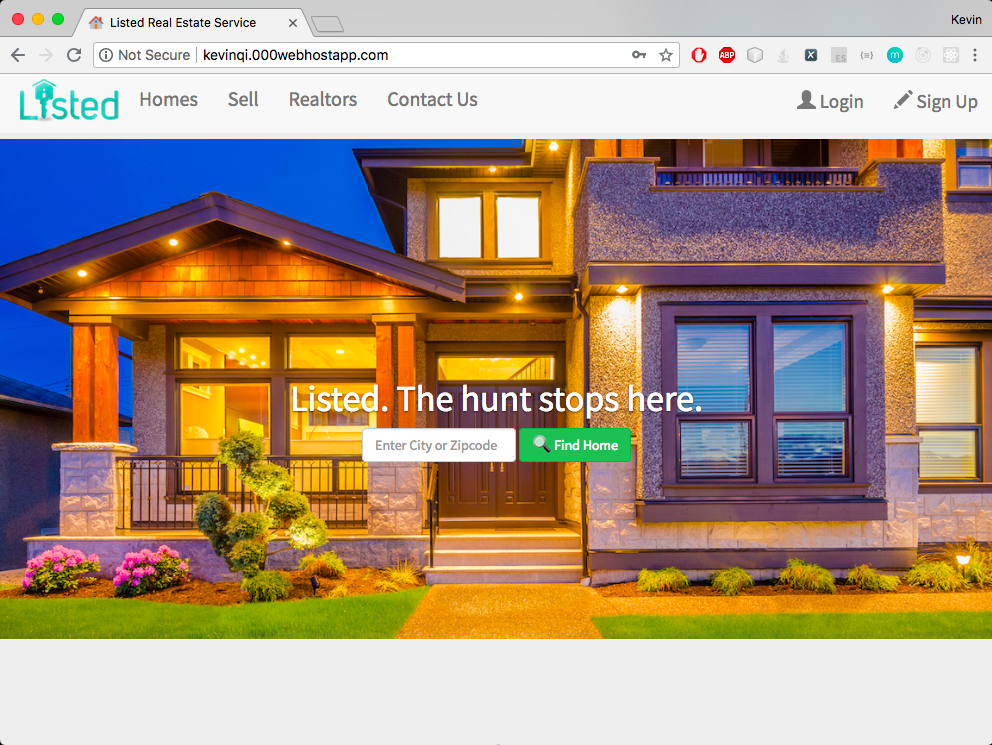 Listed Real Estate Service
Kevin
Not Secure
kevinqi.000webhostapp.com
ABP
ES
{=}
m
Listed
Homes
Sell
Realtors
Contact Us
Login
Sign Up
Listed. The hunt stops here.
Enter City or Zipcode
Find Home